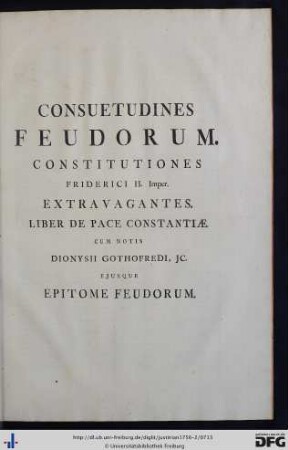 CONSUETUDINES
FEUDORUM.
CONSTITUTIONES
FRIDERICI II. Imper.
EXTRAVAGANTES.
LIBER DE PACE CONSTANTIÆ.
CUM NOTIS
DIONYSII GOTHOFREDI, JC.
EJUSQUE
EPITOME FEUDORUM.
http://dl.ub.uni-freiburg.de/diglit/justinian1756-2/0733
© Universitätsbibliothek Freiburg
DFG